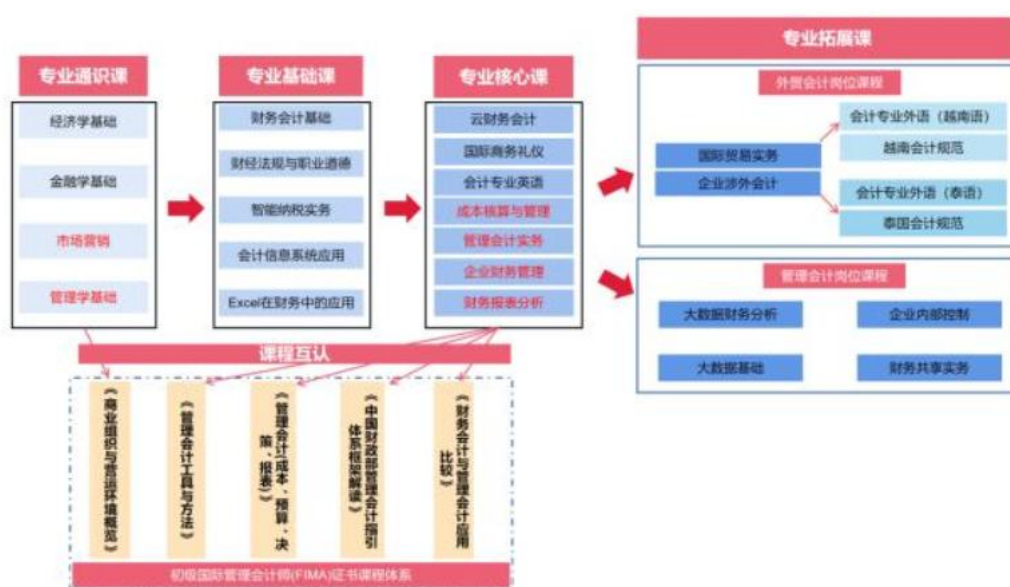 专业通识课
经济学基础
金融学基础
市场营销
管理学基础
专业基础课
财务会计基础
财经法规与职业道德
智能纳税实务
会计信息系统应用
Excel在财务中的应用
专业核心课
云财务会计
国际商务礼仪
会计专业英语
成本核算与管理
管理会计实务
企业财务管理
财务报表分析
专业拓展课
外贸会计岗位课程
国际贸易实务
企业涉外会计
会计专业外语（越南语）
越南会计规范
会计专业外语（泰语）
泰国会计规范
管理会计岗位课程
大数据财务分析
企业内部控制
大数据基础
财务共享实务
课程互认
《商业组织与营运环境概览》
《管理会计工具与方法》
《管理会计(成本、预算、决
策、报表)》
《中国财政部管理会计指引
体系框架解读》
《财务会计与管理会计应用
比较》
初级国际管理会计师(FIMA)证书课程体系